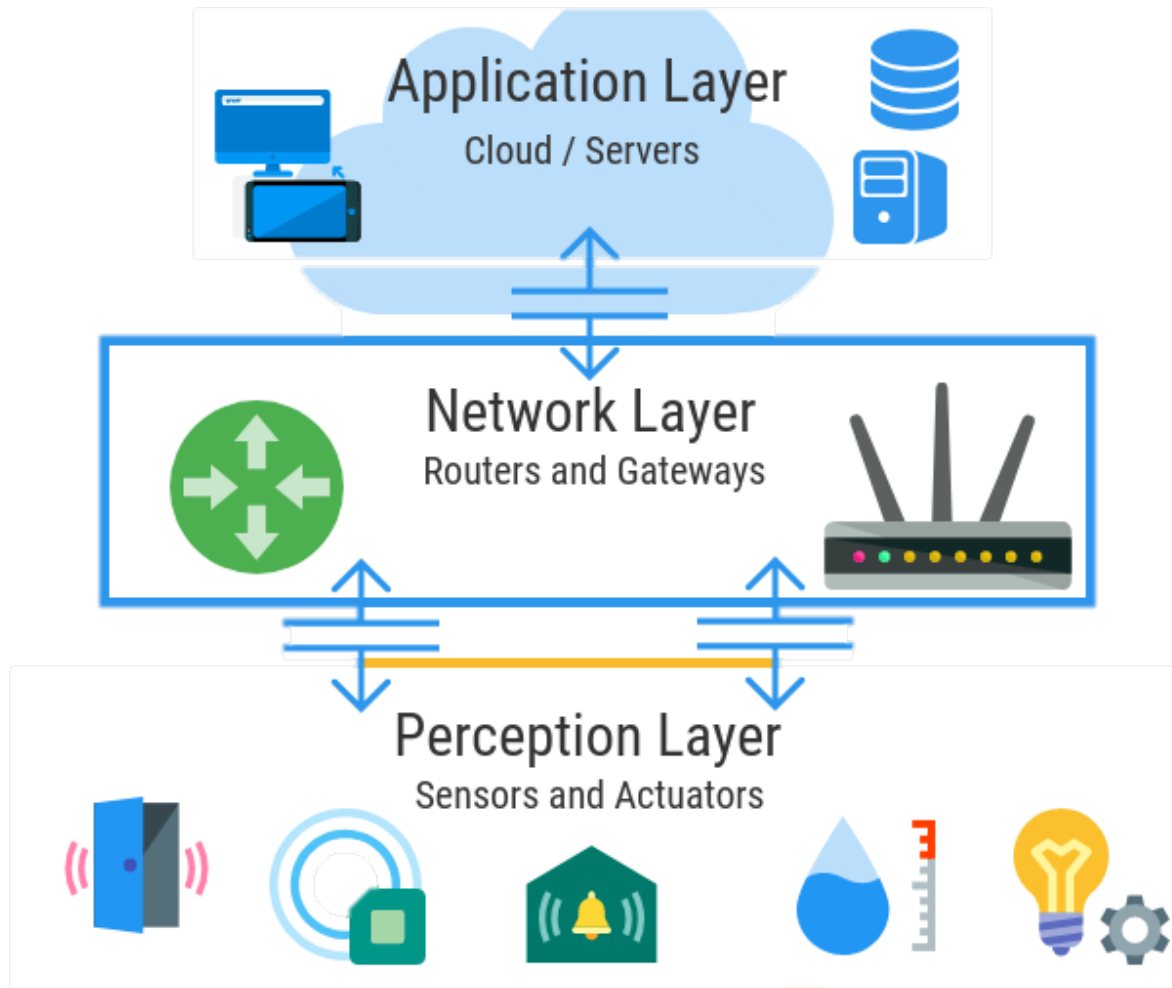 Application Layer
Cloud / Servers
Network Layer
Routers and Gateways
Perception Layer
Sensors and Actuators